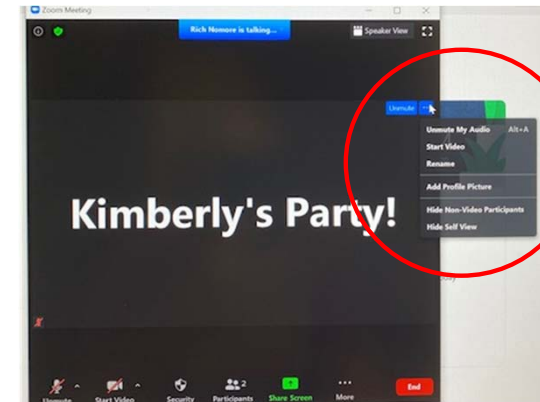 Zoom Meeting
Rick Nomore is talking...
Speaker View
Unmute
Unmute My Audio Alt+A
Start Video
Rename
Add Profile Picture
Hide Non-Video Participants
Hide Self View
Kimberly's Party!
Unmute
Start Video
Security
Participants
2
Share Screen
More
End